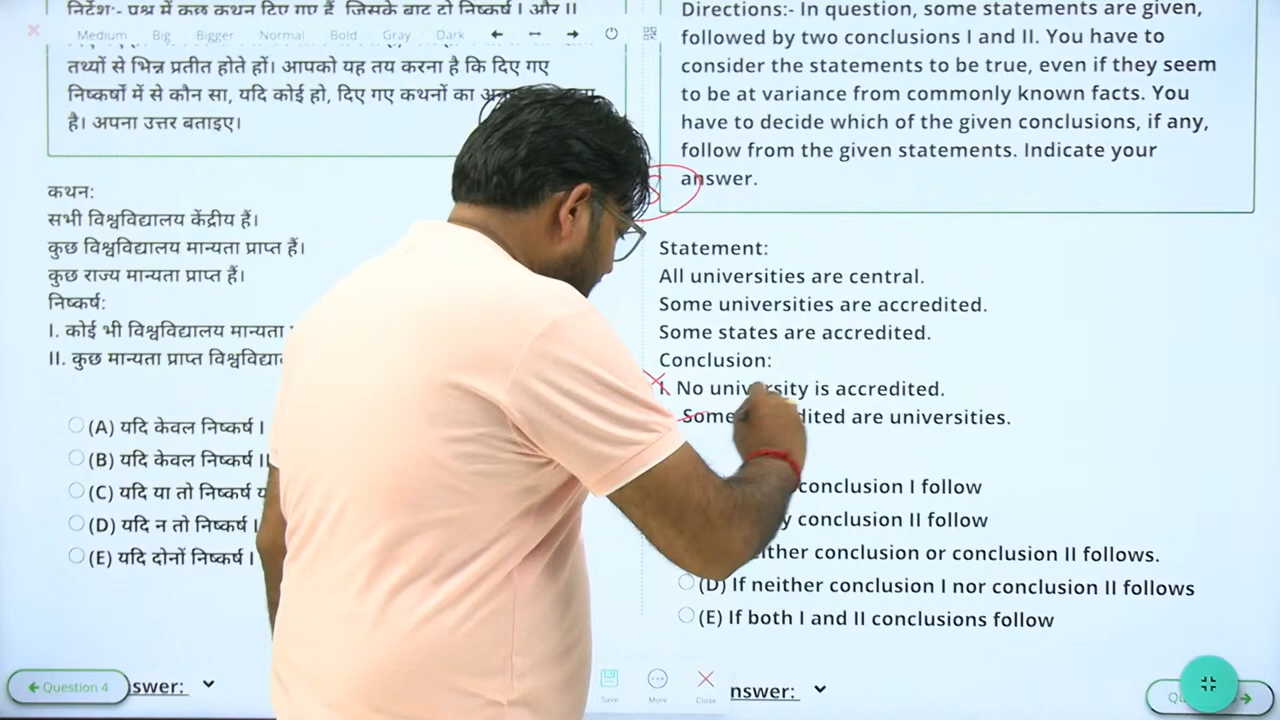 निर्देश:- प्रश्न में कुछ कथन दिए गए हैं, जिसके बाद दो निष्कर्ष I और II
Medium Big Bigger Normal Bold Gray Dark
तथ्यों से भिन्न प्रतीत होते हों। आपको यह तय करना है कि दिए गए
निष्कर्षों में से कौन सा, यदि कोई हो, दिए गए कथनों का
है। अपना उत्तर बताइए।
कथन:
सभी विश्वविद्यालय केंद्रीय हैं।
कुछ विश्वविद्यालय मान्यता प्राप्त हैं।
कुछ राज्य मान्यता प्राप्त हैं।
निष्कर्ष:
I. कोई भी विश्वविद्यालय मान्यता
II. कुछ मान्यता प्राप्त
(A) यदि केवल निष्कर्ष I
(B) यदि केवल निष्कर्ष II
(C) यदि या तो निष्कर्ष
(D) यदि न तो निष्कर्ष I
(E) यदि दोनों निष्कर्ष I
Directions:- In question, some statements are given,
followed by two conclusions I and II. You have to
consider the statements to be true, even if they seem
to be at variance from commonly known facts. You
have to decide which of the given conclusions, if any,
follow from the given statements. Indicate your
answer.
Statement:
All universities are central.
Some universities are accredited.
Some states are accredited.
Conclusion:
I. No university is accredited.
Some are universities.
conclusion I follow
conclusion II follow
conclusion or conclusion II follows.
(D) If neither conclusion I nor conclusion II follows
(E) If both I and II conclusions follow
← Question 4
Save More Close